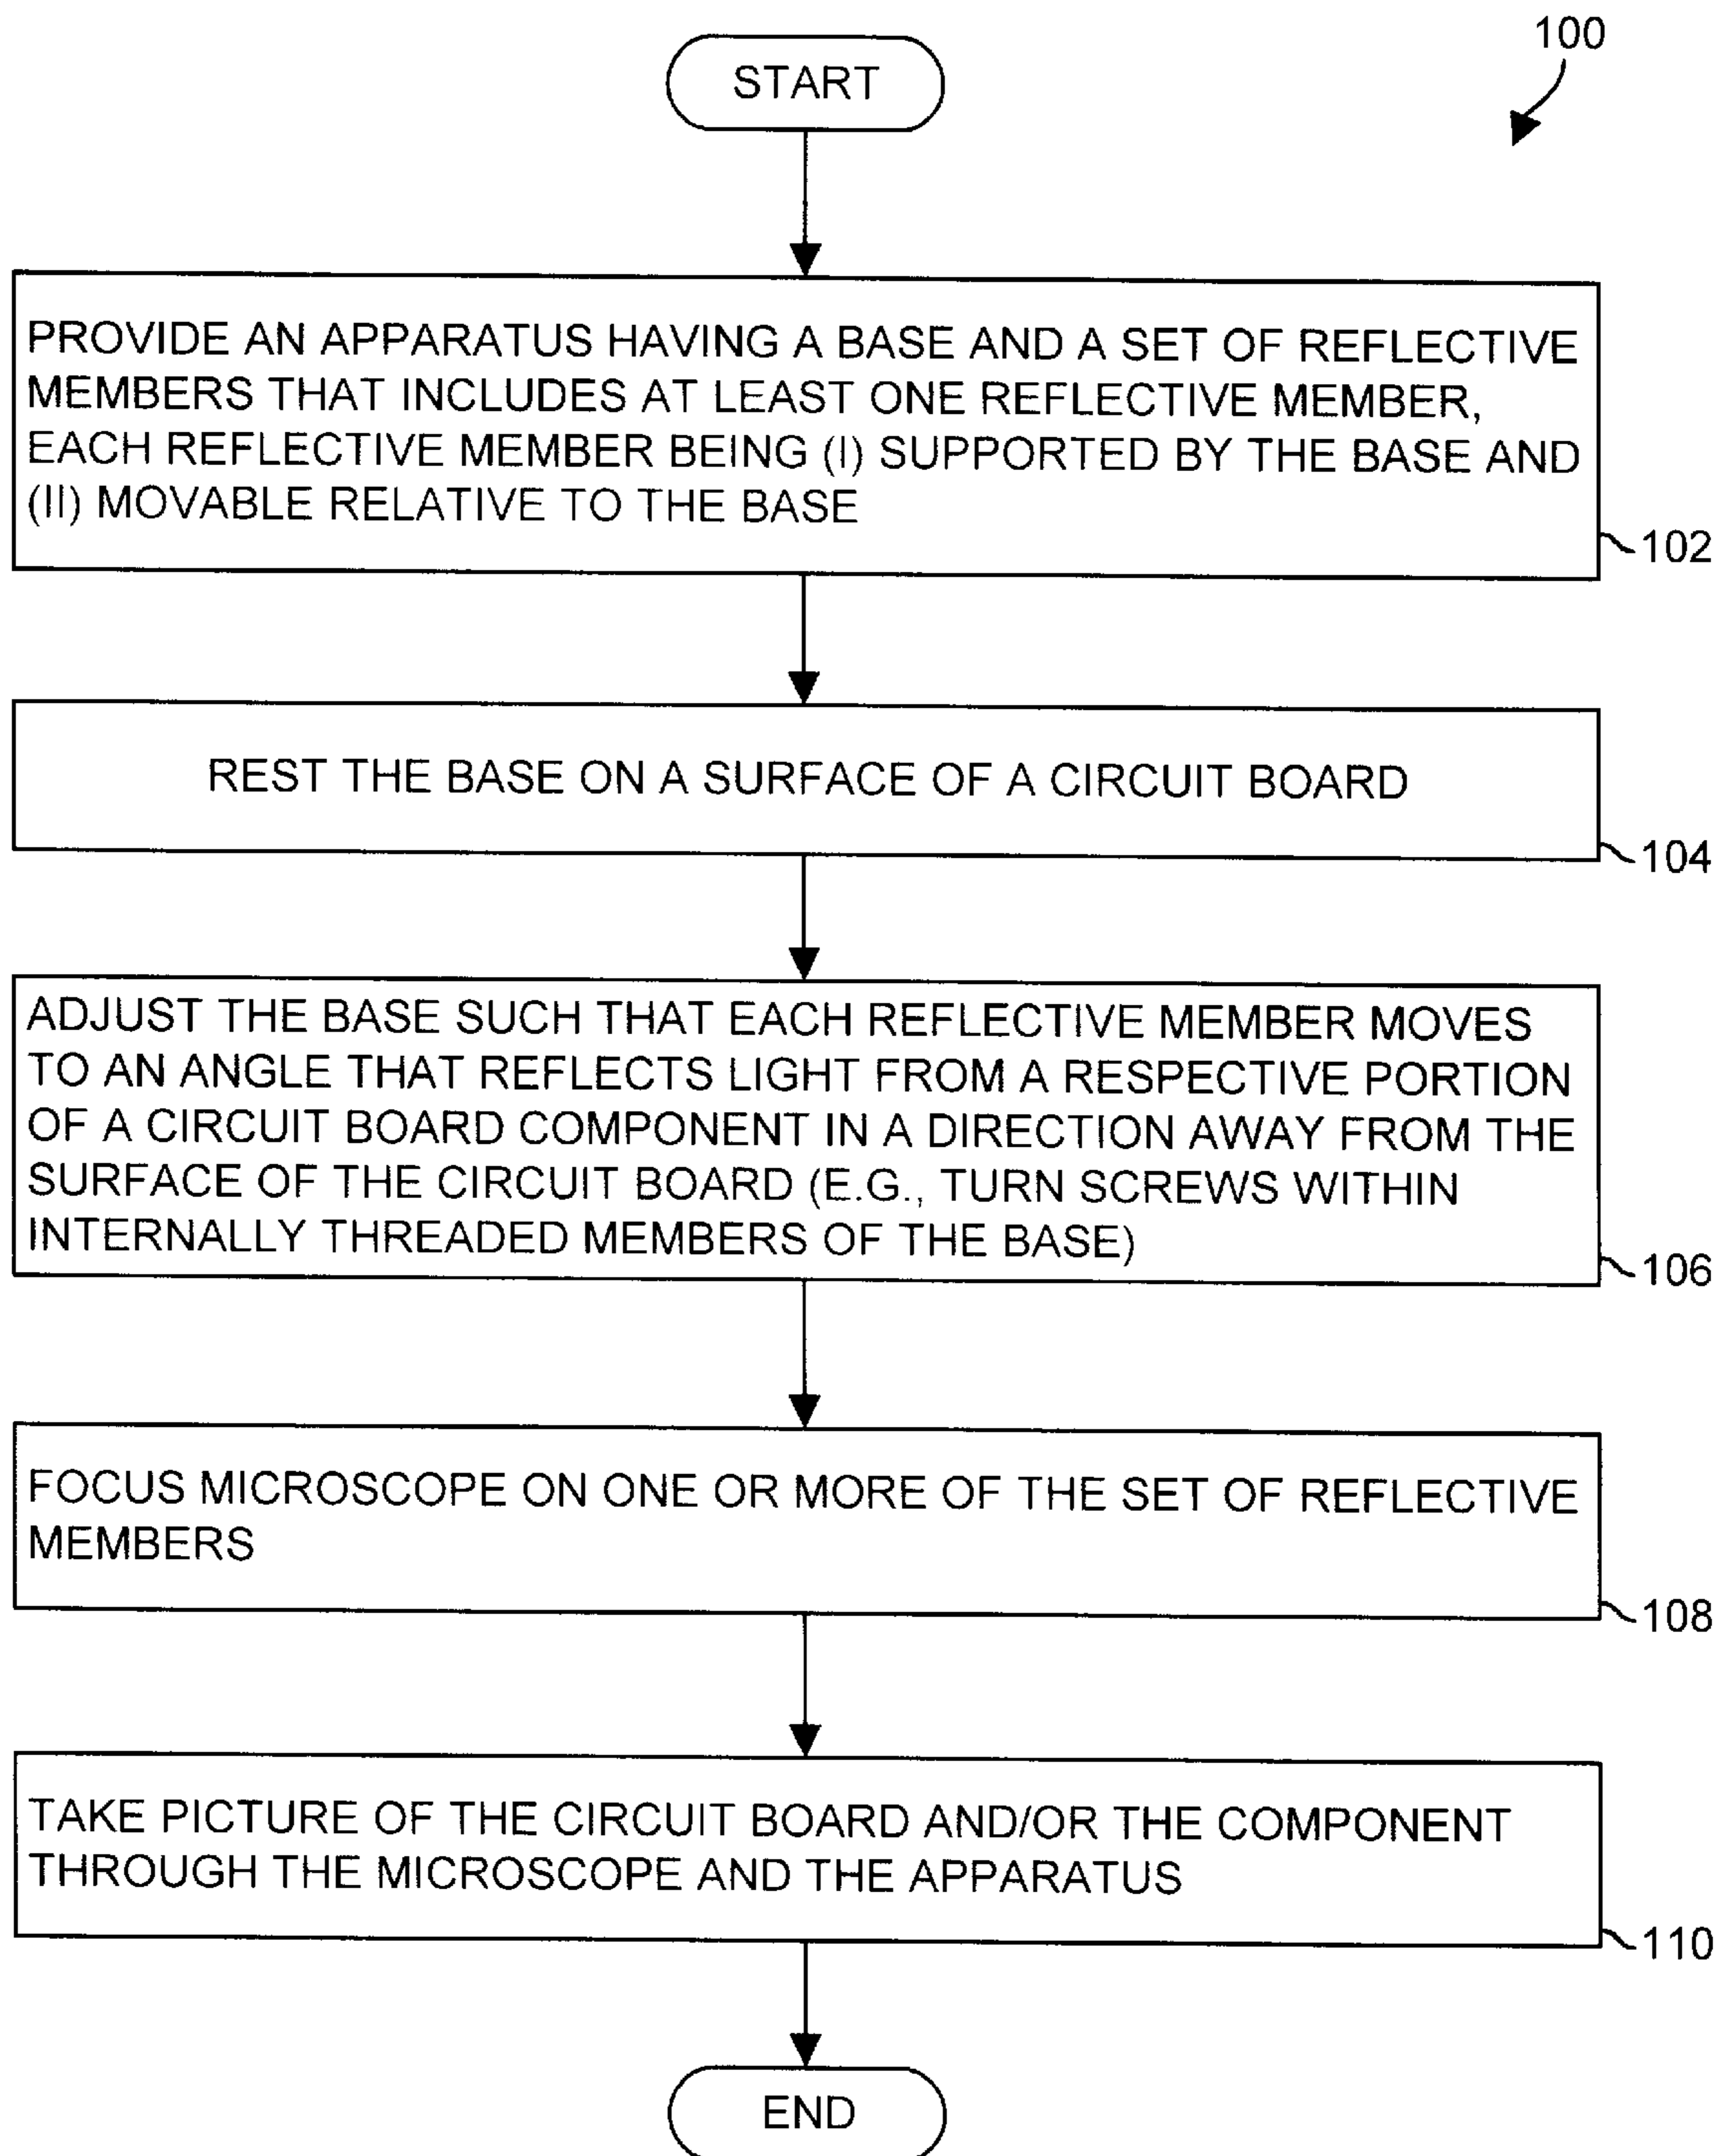 100
START
PROVIDE AN APPARATUS HAVING A BASE AND A SET OF REFLECTIVE
MEMBERS THAT INCLUDES AT LEAST ONE REFLECTIVE MEMBER,
EACH REFLECTIVE MEMBER BEING (I) SUPPORTED BY THE BASE AND
(II) MOVABLE RELATIVE TO THE BASE
102
REST THE BASE ON A SURFACE OF A CIRCUIT BOARD
104
ADJUST THE BASE SUCH THAT EACH REFLECTIVE MEMBER MOVES
TO AN ANGLE THAT REFLECTS LIGHT FROM A RESPECTIVE PORTION
OF A CIRCUIT BOARD COMPONENT IN A DIRECTION AWAY FROM THE
SURFACE OF THE CIRCUIT BOARD (E.G., TURN SCREWS WITHIN
INTERNALLY THREADED MEMBERS OF THE BASE)
106
FOCUS MICROSCOPE ON ONE OR MORE OF THE SET OF REFLECTIVE
MEMBERS
108
TAKE PICTURE OF THE CIRCUIT BOARD AND/OR THE COMPONENT
THROUGH THE MICROSCOPE AND THE APPARATUS
110
END